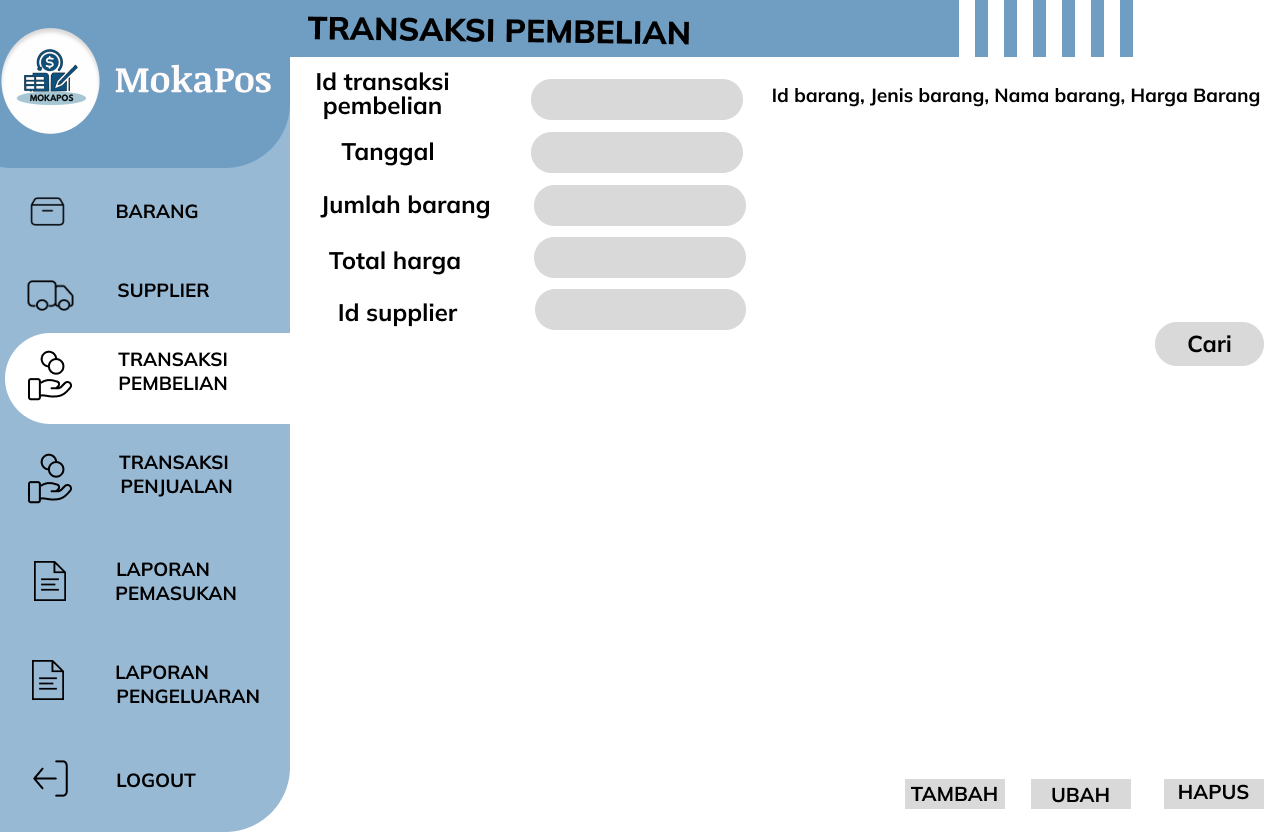 TRANSAKSI PEMBELIAN
$
MOKAPOS
MokaPos
BARANG
SUPPLIER
TRANSAKSI
PEMBELIAN
TRANSAKSI
PENJUALAN
LAPORAN
PEMASUKAN
LAPORAN
PENGELUARAN
LOGOUT
Id transaksi
pembelian
Tanggal
Jumlah barang
Total harga
Id supplier
Id barang, Jenis barang, Nama barang, Harga Barang
Cari
TAMBAH
UBAH
HAPUS